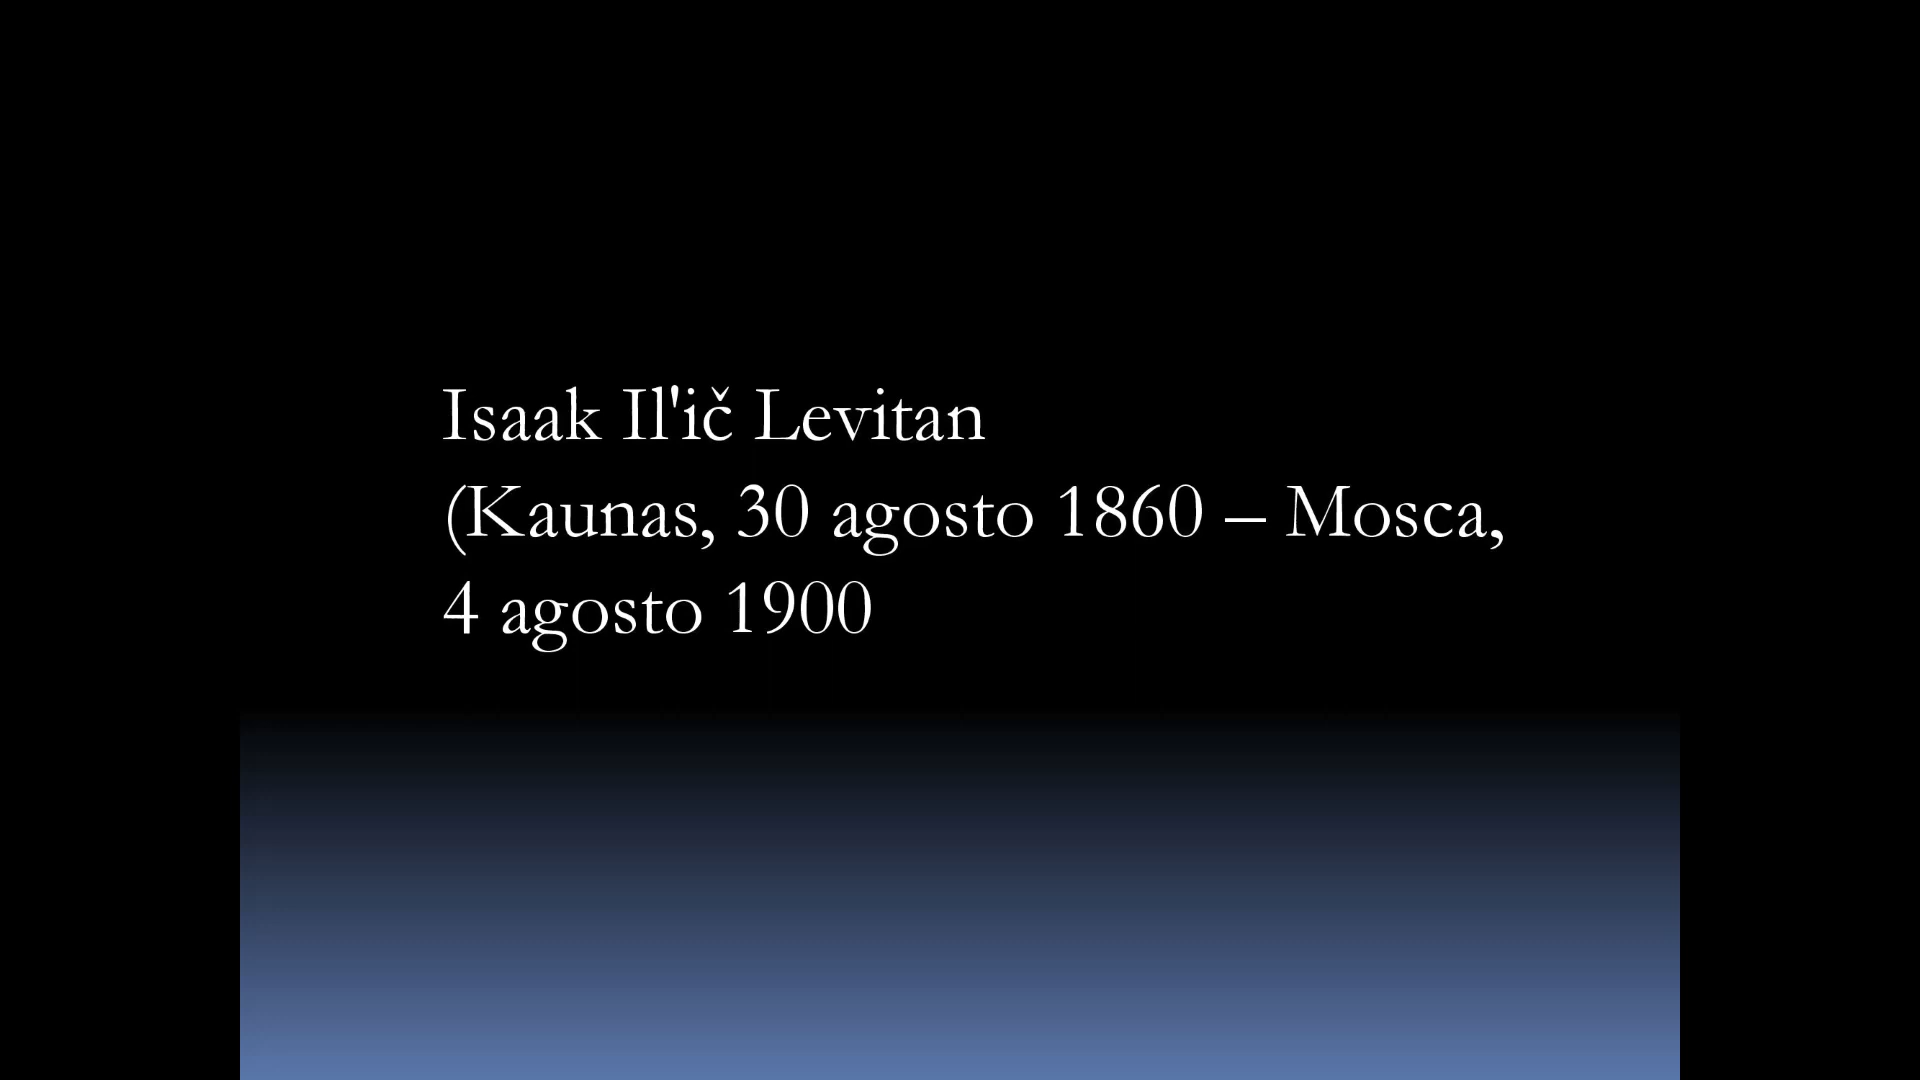 Isaak Il'ič Levitan
(Kaunas, 30 agosto 1860 – Mosca,
4 agosto 1900